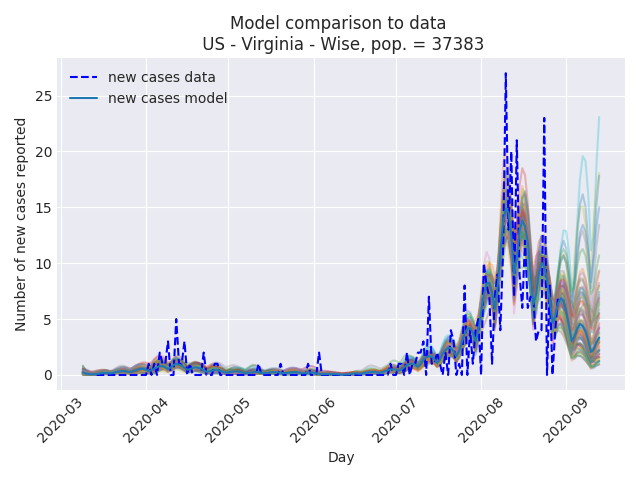 Model comparison to data
US - Virginia - Wise, pop. = 37383
new cases data
new cases model
Number of new cases reported
25
20
15
10
5
0
2020-03
2020-04
2020-05
2020-06
2020-07
2020-08
2020-09
Day